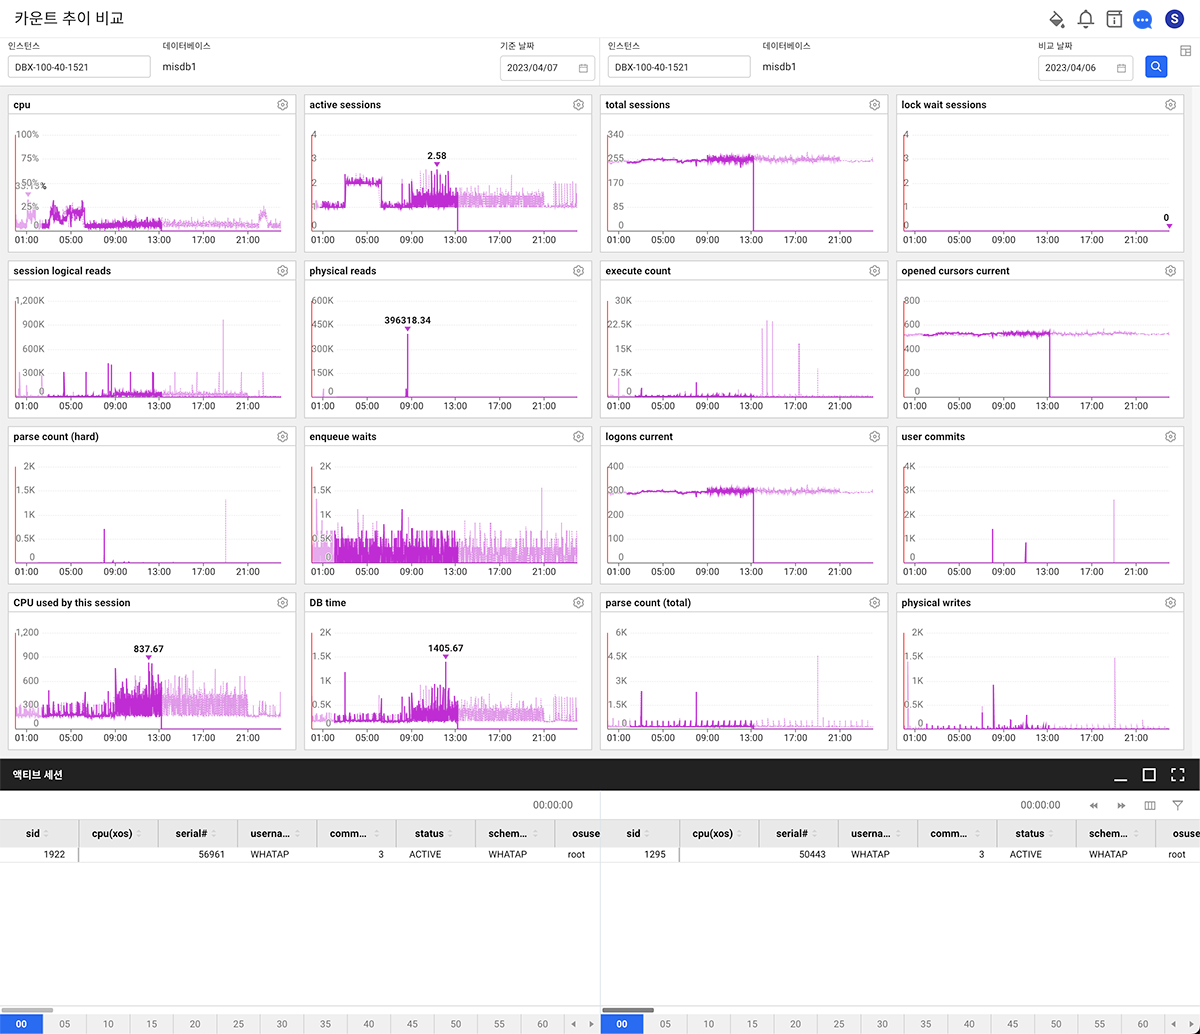 카운트 추이 비교
S
인스턴스 데이터베이스 기준 날짜 인스턴스 데이터베이스 비교 날짜
DBX-100-40-1521 misdb1 2023/04/07 DBX-100-40-1521 misdb1 2023/04/06
cpu
100%
75%
50%
25%
0
01:00 05:00 09:00 13:00 17:00 21:00
active sessions
2.58
4
3
2
1
0
01:00 05:00 09:00 13:00 17:00 21:00
total sessions
340
255
170
85
0
01:00 05:00 09:00 13:00 17:00 21:00
lock wait sessions
4
3
2
1
0
0
01:00 05:00 09:00 13:00 17:00 21:00
session logical reads
1,200K
900K
600K
300K
0
01:00 05:00 09:00 13:00 17:00 21:00
physical reads
396318.34
600K
450K
300K
150K
0
01:00 05:00 09:00 13:00 17:00 21:00
execute count
30K
22.5K
15K
7.5K
0
01:00 05:00 09:00 13:00 17:00 21:00
opened cursors current
800
600
400
200
0
01:00 05:00 09:00 13:00 17:00 21:00
parse count (hard)
2K
1.5K
1K
0.5K
0
01:00 05:00 09:00 13:00 17:00 21:00
enqueue waits
2K
1.5K
1K
0.5K
0
01:00 05:00 09:00 13:00 17:00 21:00
logons current
400
300
200
100
0
01:00 05:00 09:00 13:00 17:00 21:00
user commits
4K
3K
2K
1K
0
01:00 05:00 09:00 13:00 17:00 21:00
CPU used by this session
837.67
1,200
900
600
300
0
01:00 05:00 09:00 13:00 17:00 21:00
DB time
1405.67
2K
1.5K
1K
0.5K
0
01:00 05:00 09:00 13:00 17:00 21:00
parse count (total)
6K
4.5K
3K
1.5K
0
01:00 05:00 09:00 13:00 17:00 21:00
physical writes
2K
1.5K
1K
0.5K
0
01:00 05:00 09:00 13:00 17:00 21:00
액티브 세션
00:00:00 00:00:00
sid cpu(xos) serial# userna... comm... status schem... osuse sid cpu(xos) serial# userna... comm... status schem... osuse
1922 56961 WHATAP 3 ACTIVE WHATAP root 1295 50443 WHATAP 3 ACTIVE WHATAP root
00 05 10 15 20 25 30 35 40 45 50 55 60 00 05 10 15 20 25 30 35 40 45 50 55 60